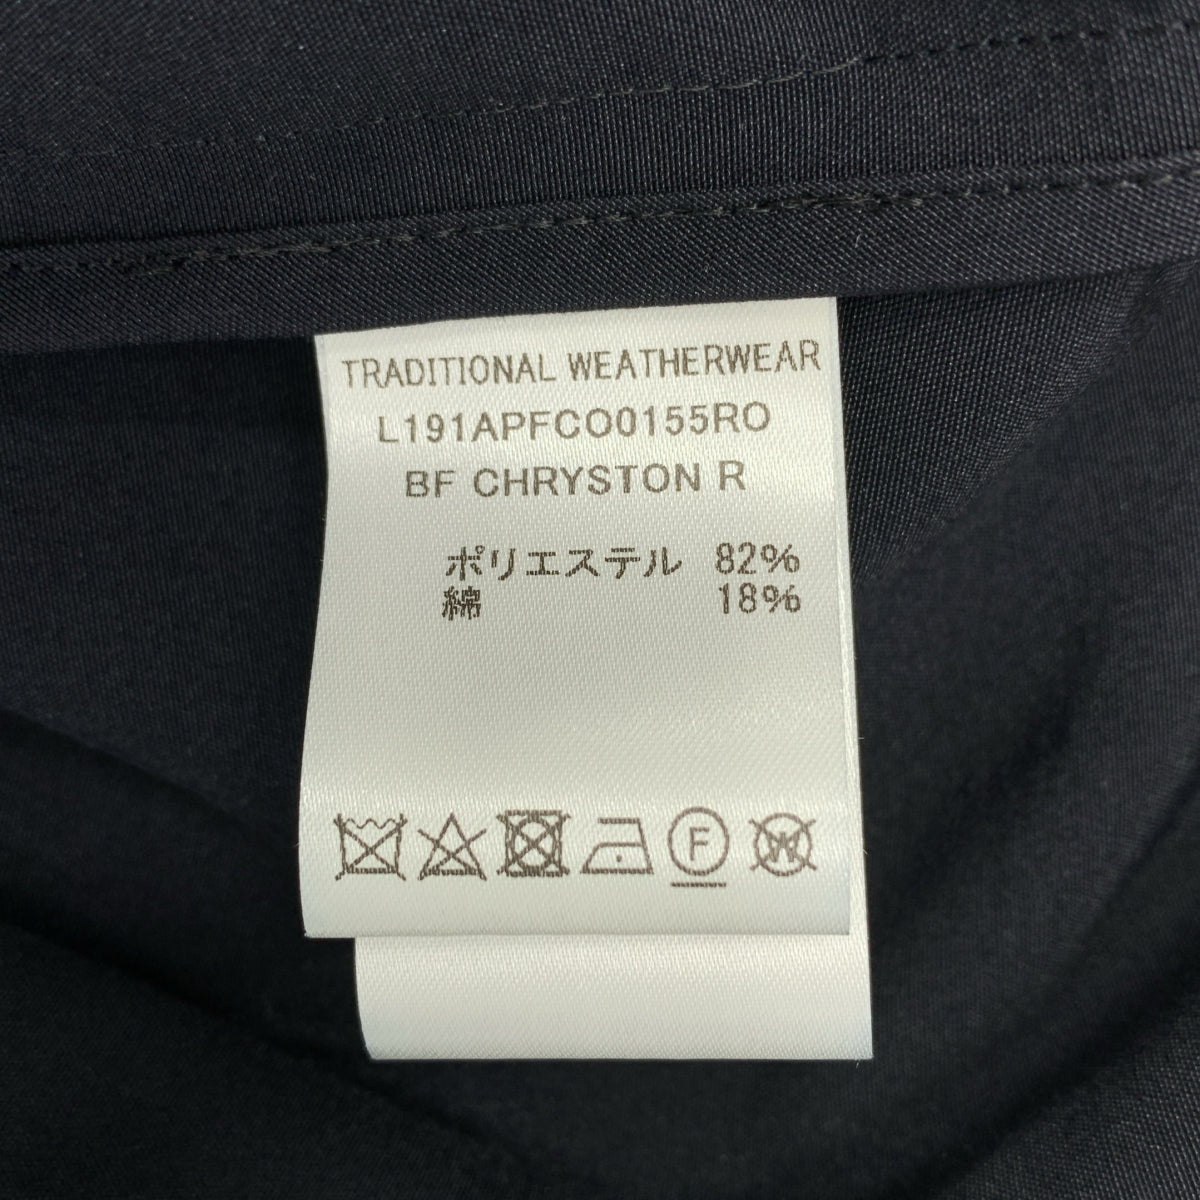 TRADITIONAL WEATHERWEAR
L191APFCO0155RO
BF CHRYSTON R
ポリエステル 82%
綿 18%
F W